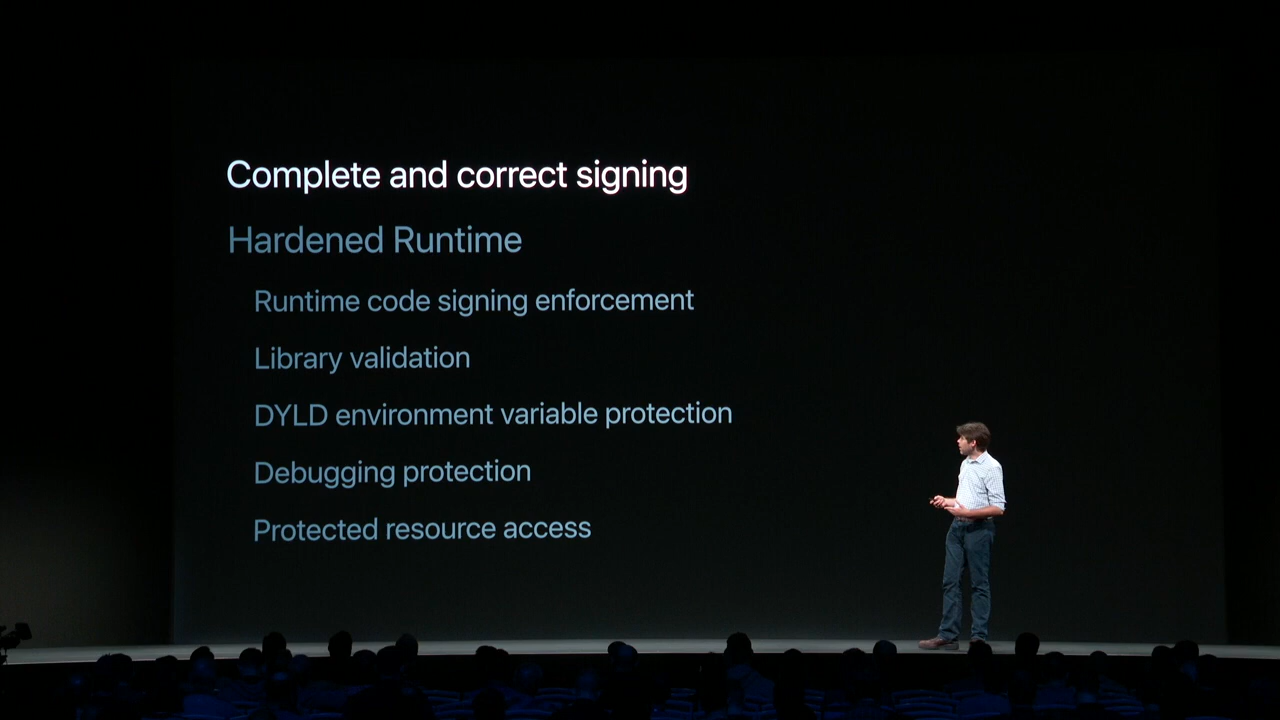 Complete and correct signing
Hardened Runtime
Runtime code signing enforcement
Library validation
DYLD environment variable protection
Debugging protection
Protected resource access